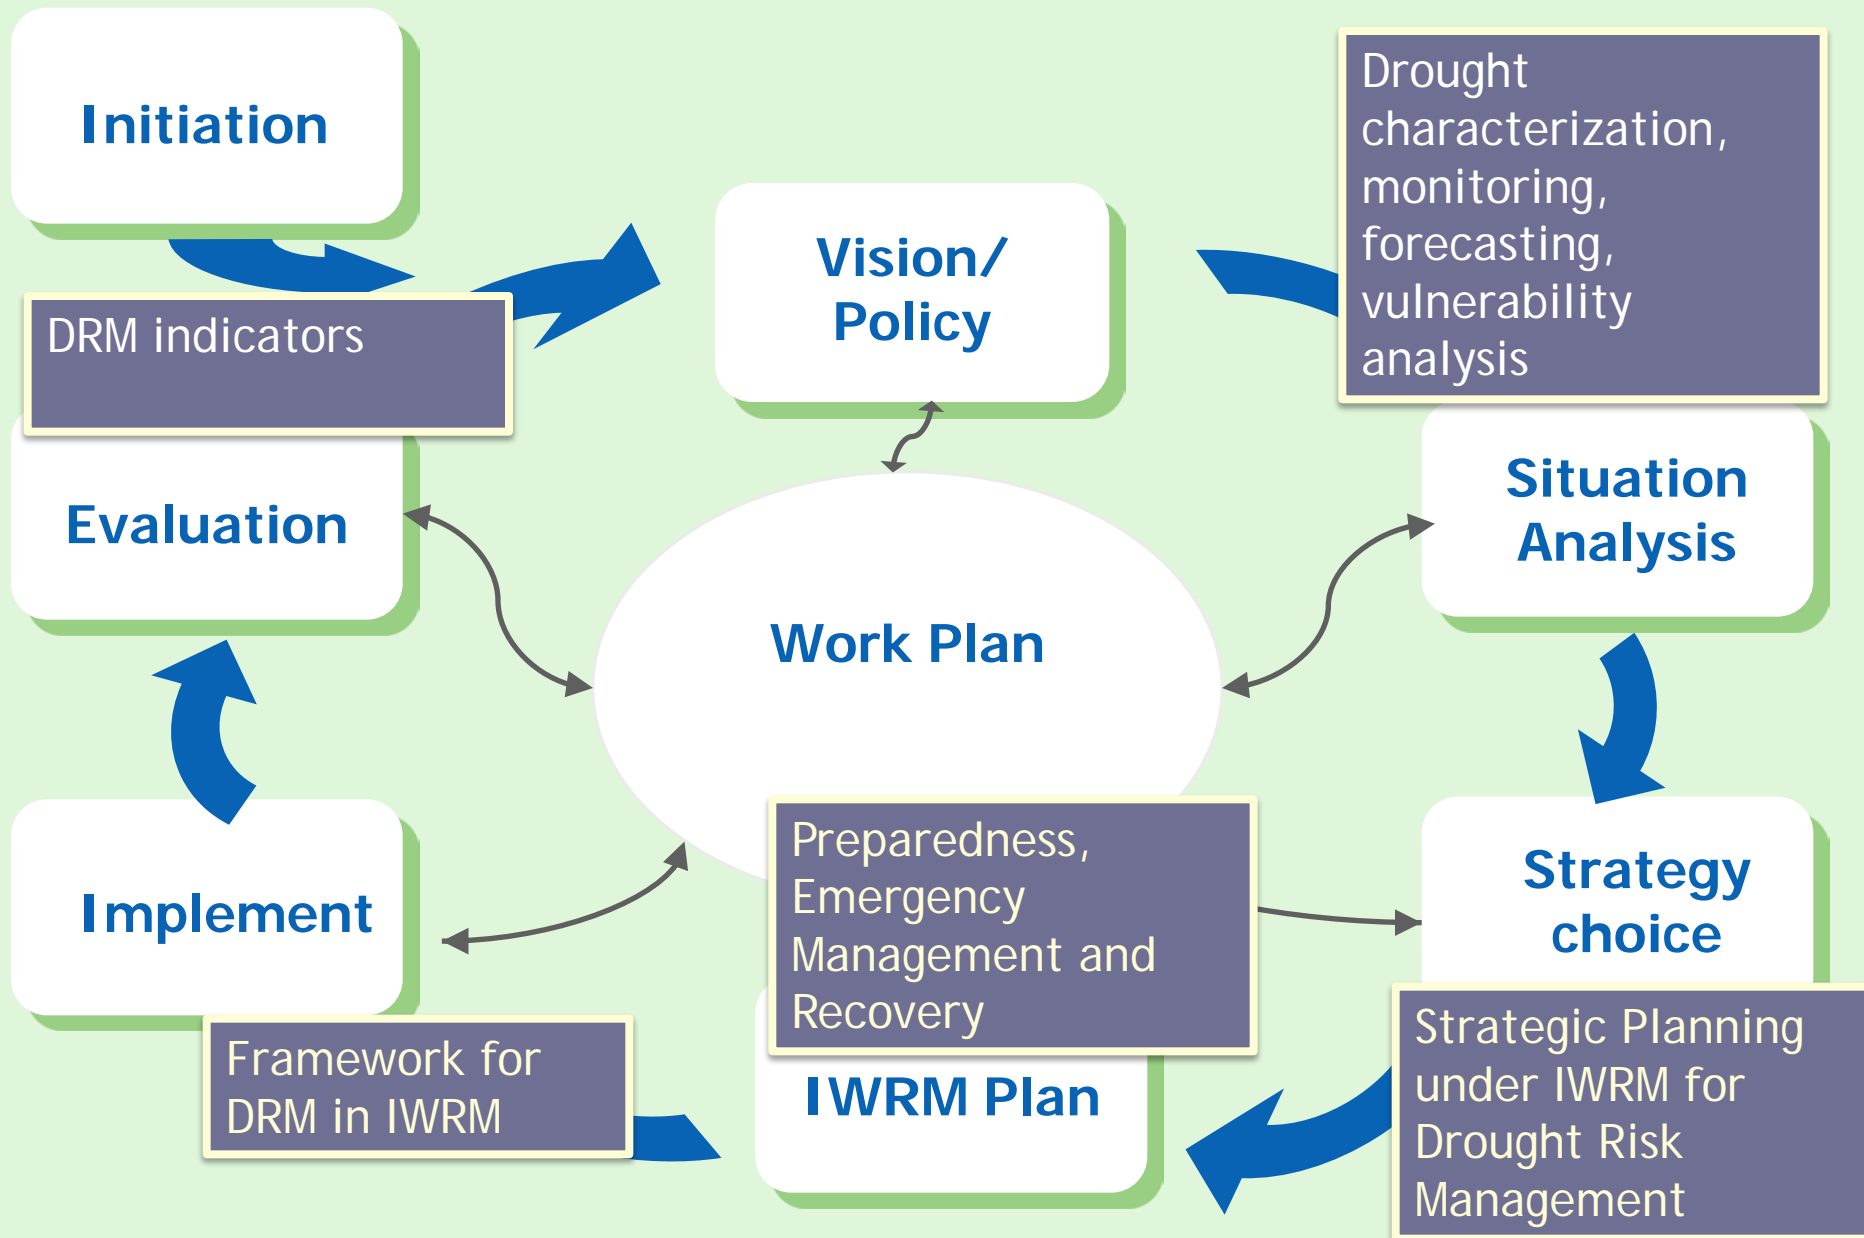 Initiation
Drought
characterization,
monitoring,
forecasting,
vulnerability
analysis
Vision/
Policy
DRM indicators
Evaluation
Situation
Analysis
Work Plan
Implement
Preparedness,
Emergency
Management and
Recovery
Strategy
choice
Framework for
DRM in IWRM
IWRM Plan
Strategic Planning
under IWRM for
Drought Risk
Management